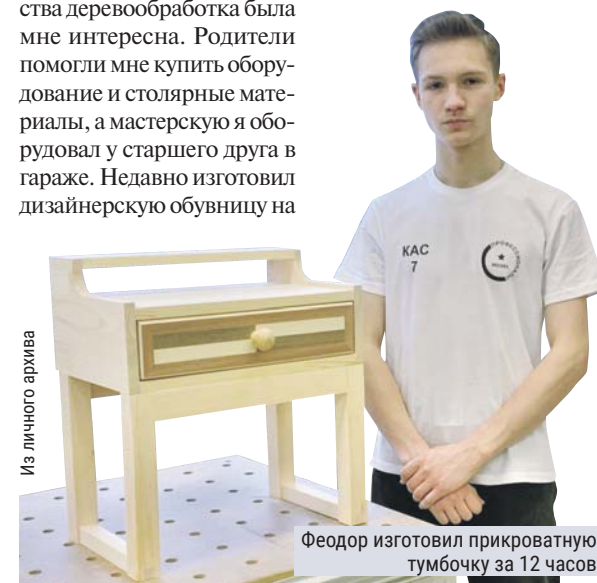 ства деревообработка была
мне интересна. Родители
помогли мне купить обору-
дование и столярные мате-
риалы, а мастерскую я обо-
рудовал у старшего друга в
гараже. Недавно изготовил
дизайнерскую обувницу на
КАС
7
Из личного архива
Феодор изготовил прикроватную
тумбочку за 12 часов